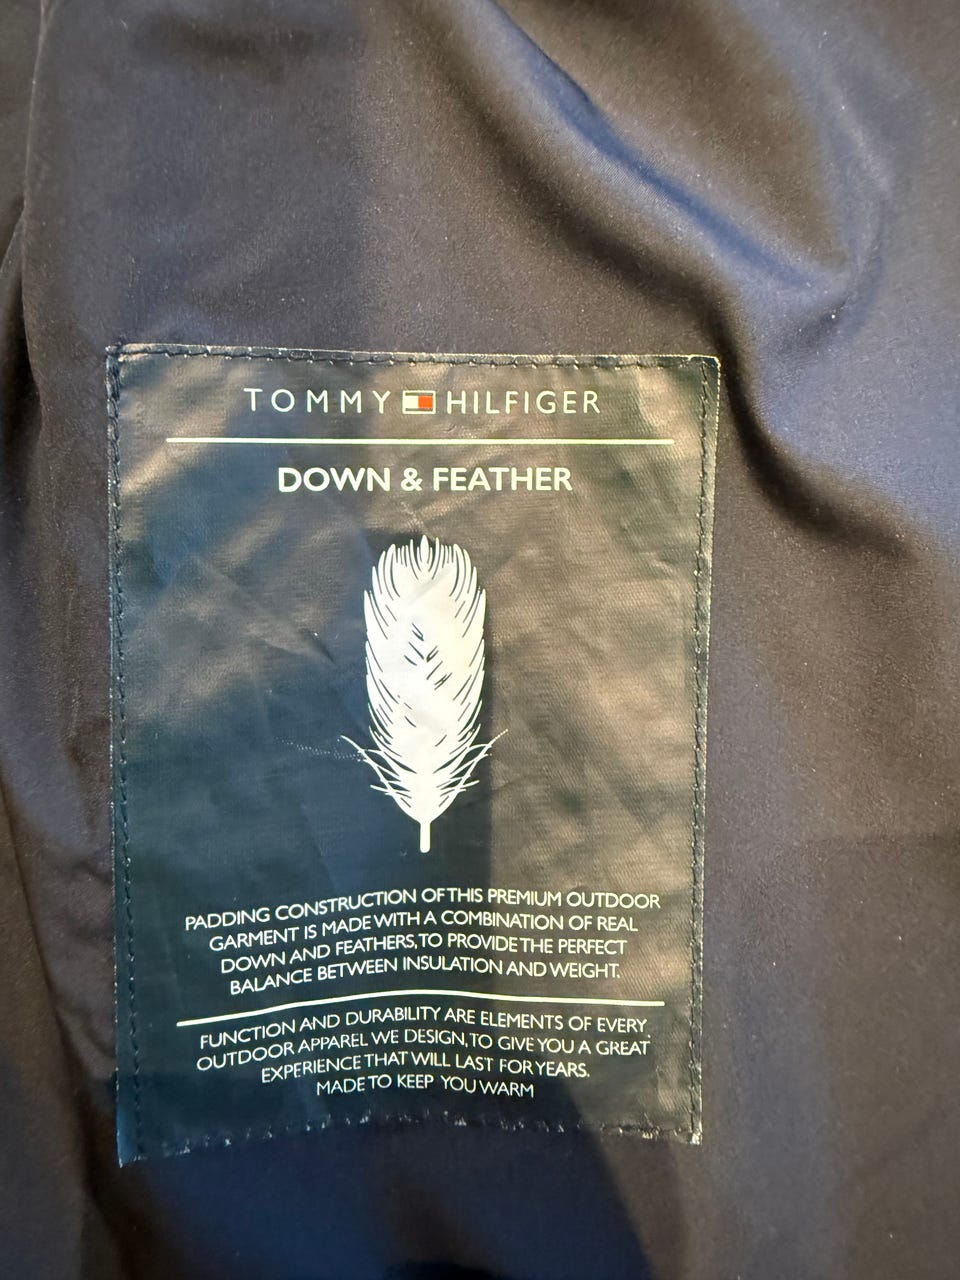 TOMMY HILFIGER
DOWN & FEATHER
PADDING CONSTRUCTION OF THIS PREMIUM OUTDOOR
GARMENT IS MADE WITH A COMBINATION OF REAL
DOWN AND FEATHERS, TO PROVIDE THE PERFECT
BALANCE BETWEEN INSULATION AND WEIGHT.
FUNCTION AND DURABILITY ARE ELEMENTS OF EVERY
OUTDOOR APPAREL WE DESIGN, TO GIVE YOU A GREAT
EXPERIENCE THAT WILL LAST FOR YEARS.
MADE TO KEEP YOU WARM